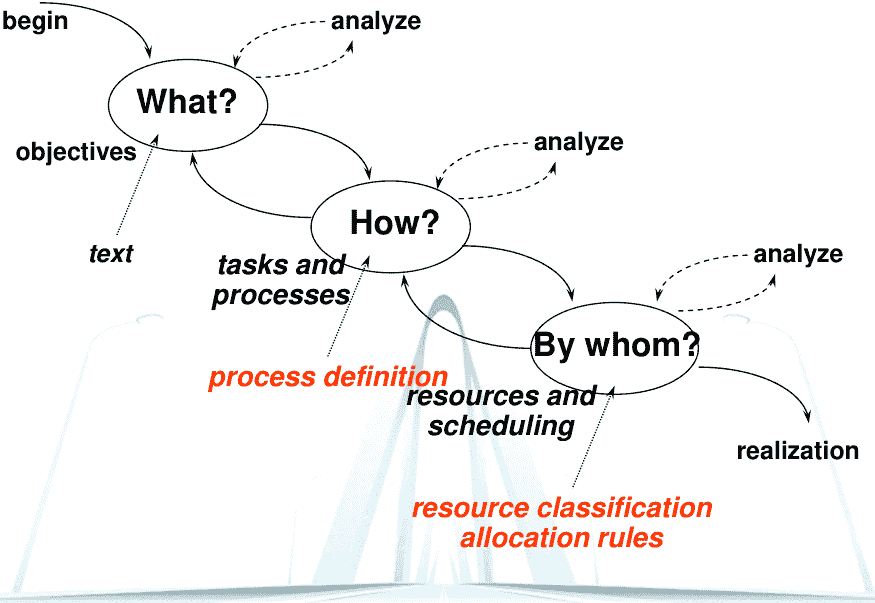 begin
analyze
What?
objectives
analyze
How?
text
tasks and
processes
analyze
By whom?
process definition
resources and
scheduling
realization
resource classification
allocation rules